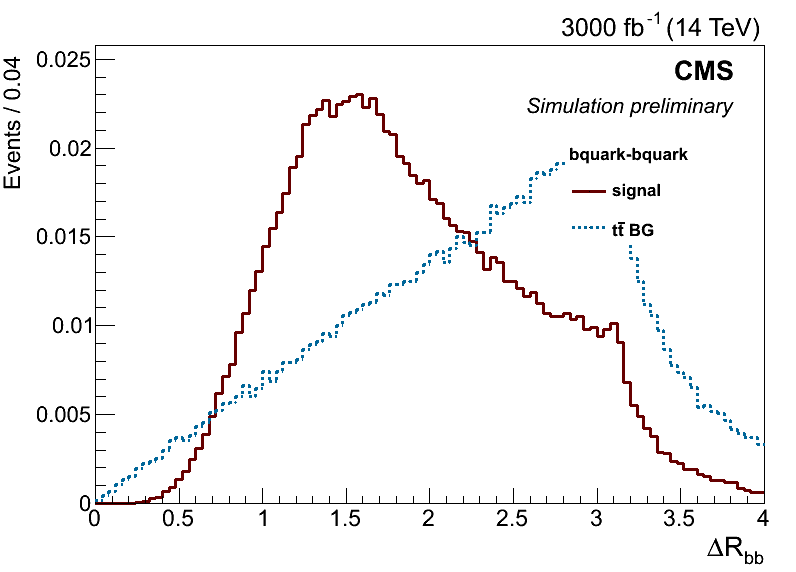 3000 fb-1 (14 TeV)
CMS
Simulation preliminary
bquark-bquark
signal
tt̄ BG
Events / 0.04
0.025
0.02
0.015
0.01
0.005
0
0 0.5 1 1.5 2 2.5 3 3.5 4
ΔRbb